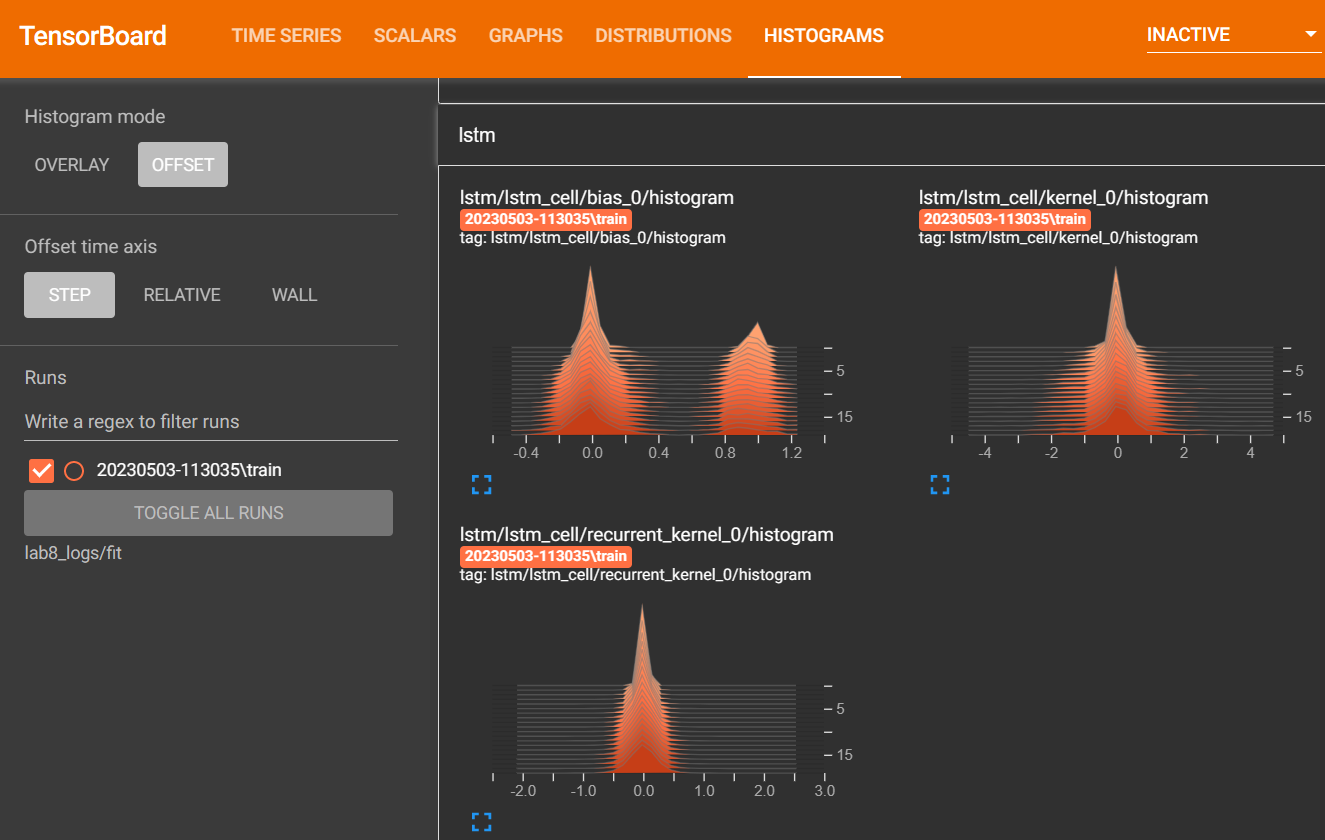 TensorBoard TIME SERIES SCALARS GRAPHS DISTRIBUTIONS HISTOGRAMS INACTIVE
Histogram mode
OVERLAY OFFSET
Offset time axis
STEP RELATIVE WALL
Runs
Write a regex to filter runs
20230503-113035\train
TOGGLE ALL RUNS
lab8_logs/fit
lstm
lstm/lstm_cell/bias_0/histogram
20230503-113035\train
tag: lstm/lstm_cell/bias_0/histogram
5
15
-0.4 0.0 0.4 0.8 1.2
lstm/lstm_cell/kernel_0/histogram
20230503-113035\train
tag: lstm/lstm_cell/kernel_0/histogram
5
15
-4 -2 0 2 4
lstm/lstm_cell/recurrent_kernel_0/histogram
20230503-113035\train
tag: lstm/lstm_cell/recurrent_kernel_0/histogram
5
15
-2.0 -1.0 0.0 1.0 2.0 3.0